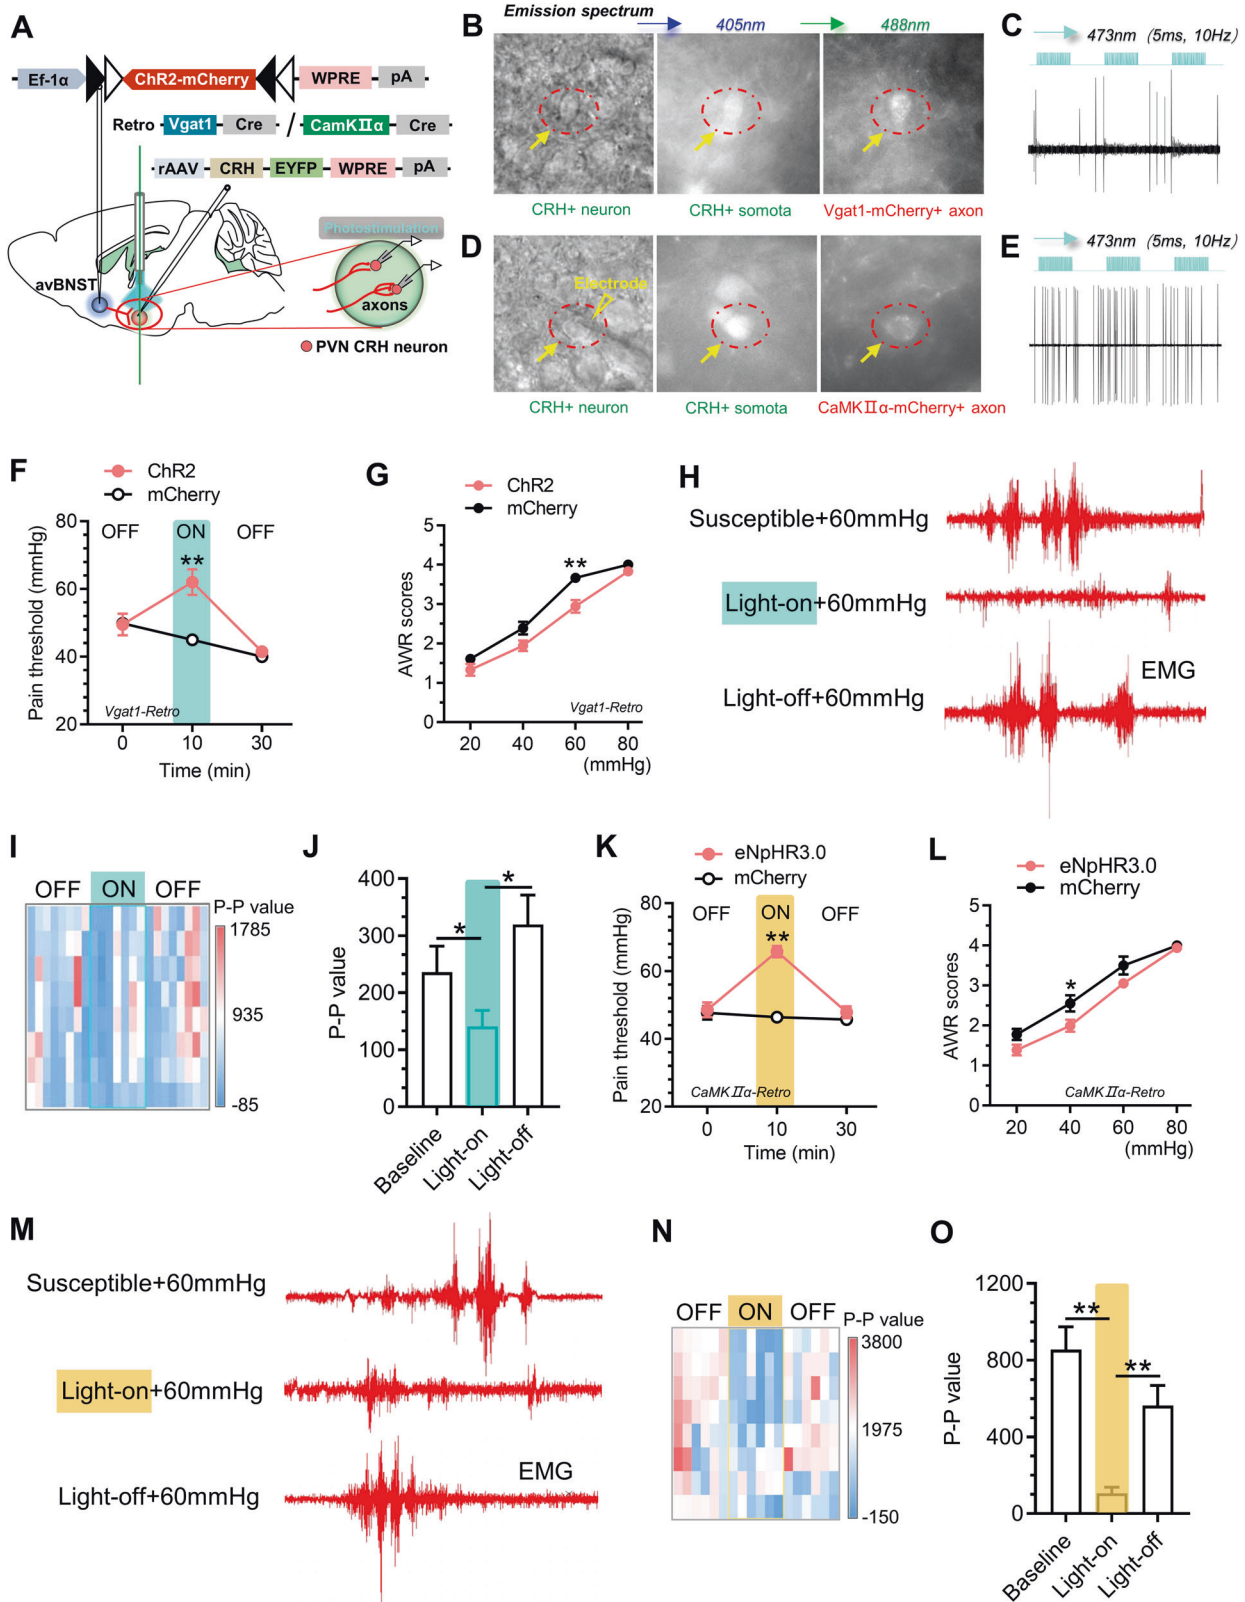 A
Ef-1α ChR2-mCherry WPRE pA
Retro Vgat1 Cre / CamKⅡα Cre
rAAV CRH EYFP WPRE pA
Photostimulation
avBNST
axons
PVN CRH neuron
Emission spectrum
B 405nm 488nm
CRH+ neuron CRH+ somota Vgat1-mCherry+ axon
C
473nm (5ms, 10Hz)
D
Electrode
CRH+ neuron CRH+ somota CaMKⅡα-mCherry+ axon
E
473nm (5ms, 10Hz)
F
ChR2
mCherry
OFF ON OFF
**
Pain threshold (mmHg)
80
60
40
20
Vgat1-Retro
0 10 30
Time (min)
G
ChR2
mCherry
**
AWR scores
5
4
3
2
1
0
Vgat1-Retro
20 40 60 80
(mmHg)
H
Susceptible+60mmHg
Light-on+60mmHg
Light-off+60mmHg
EMG
I
OFF ON OFF
P-P value
1785
935
-85
J
P-P value
400
300
200
100
0
* *
Baseline Light-on Light-off
K
eNpHR3.0
mCherry
OFF ON OFF
**
Pain threshold (mmHg)
80
60
40
20
CaMKⅡα-Retro
0 10 30
Time (min)
L
eNpHR3.0
mCherry
*
AWR scores
5
4
3
2
1
0
CaMKⅡα-Retro
20 40 60 80
(mmHg)
M
Susceptible+60mmHg
Light-on+60mmHg
Light-off+60mmHg
EMG
N
OFF ON OFF
P-P value
3800
1975
-150
O
P-P value
1200
800
400
0
** **
Baseline Light-on Light-off